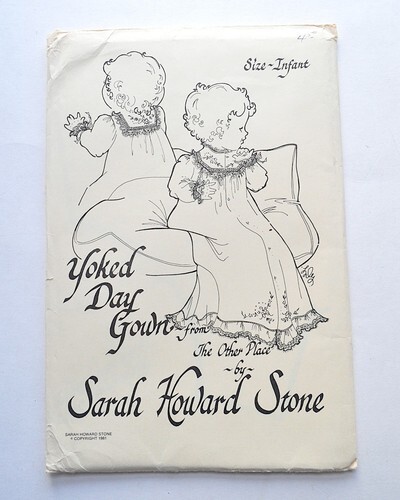 Size ~ Infant
Yoked
Day
Gown from
The Other Place
~ by ~
Sarah Howard Stone
SARAH HOWARD STONE
© COPYRIGHT 1981